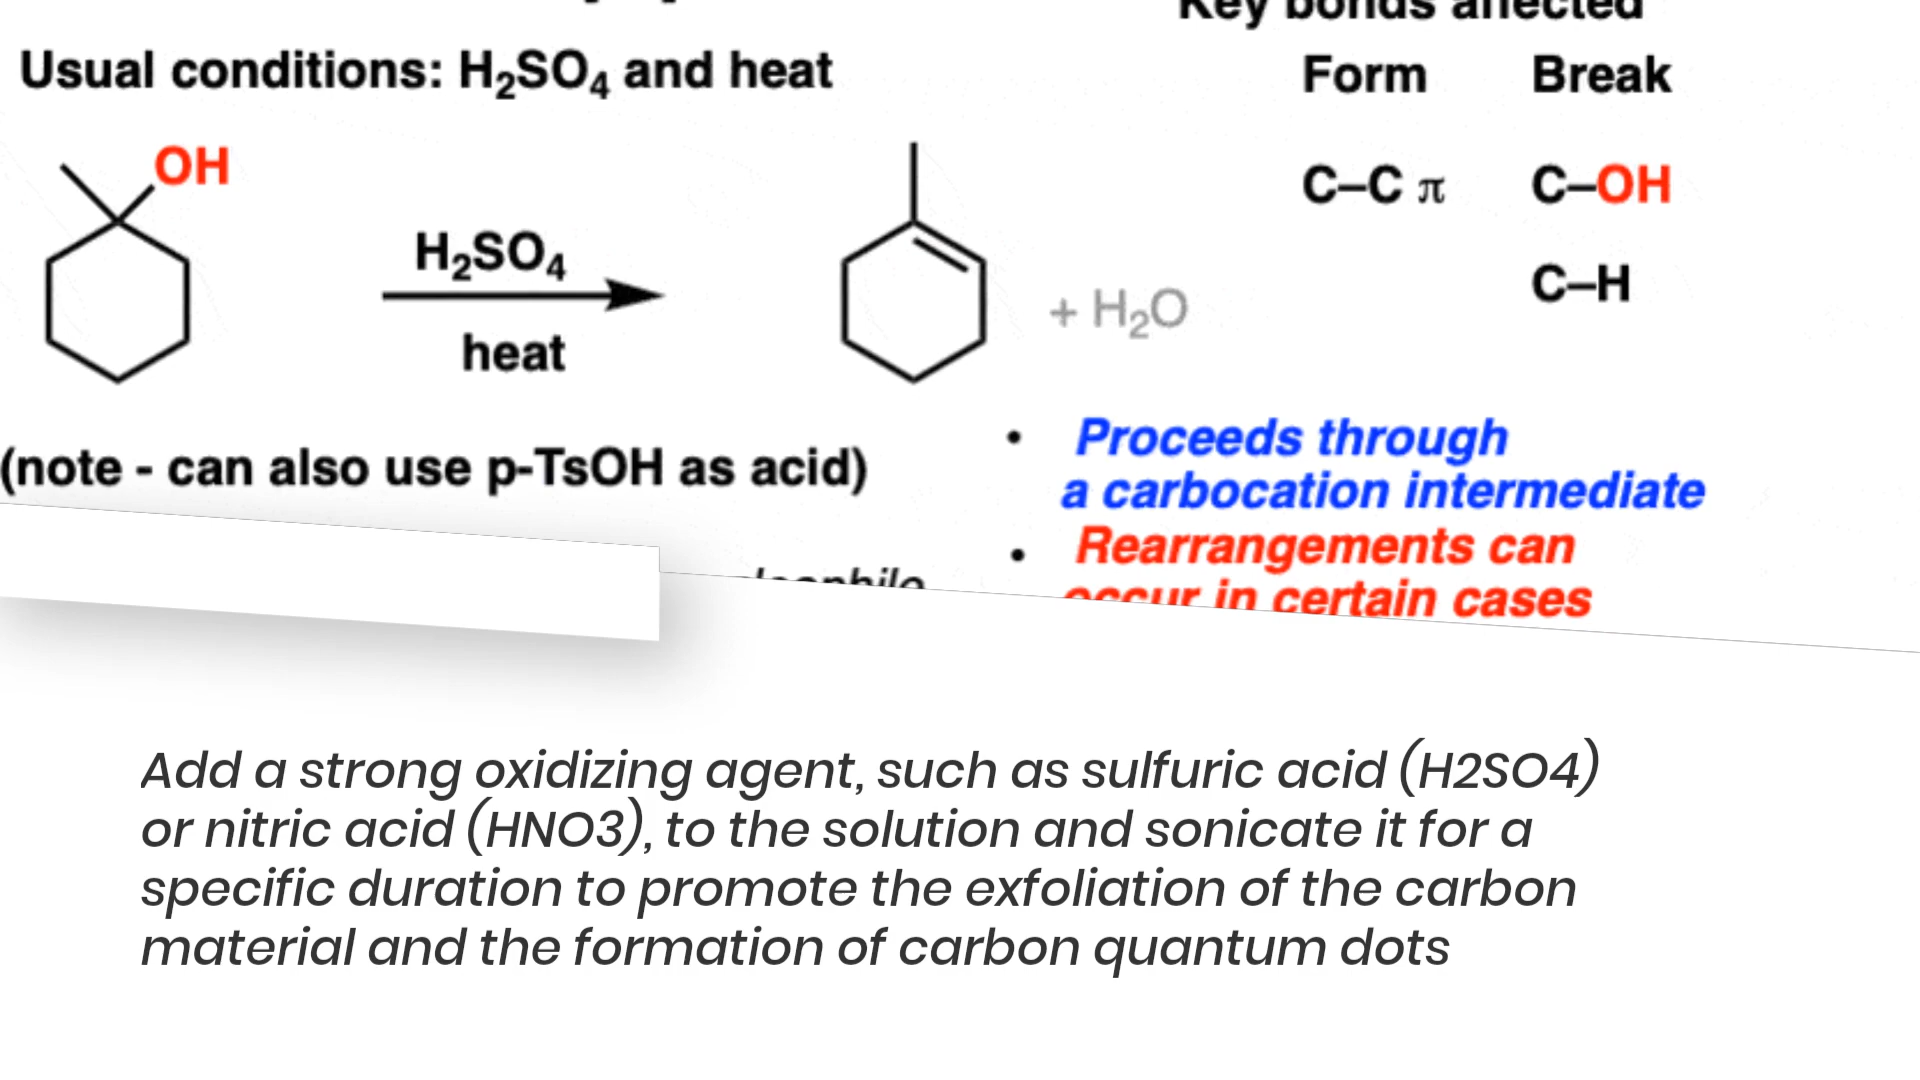 Key bonds affected
Usual conditions: H₂SO₄ and heat
Form Break
OH
H₂SO₄
heat
+ H₂O
C–C π C–OH
C–H
(note - can also use p-TsOH as acid)
• Proceeds through
a carbocation intermediate
• Rearrangements can
occur in certain cases
Add a strong oxidizing agent, such as sulfuric acid (H2SO4)
or nitric acid (HNO3), to the solution and sonicate it for a
specific duration to promote the exfoliation of the carbon
material and the formation of carbon quantum dots